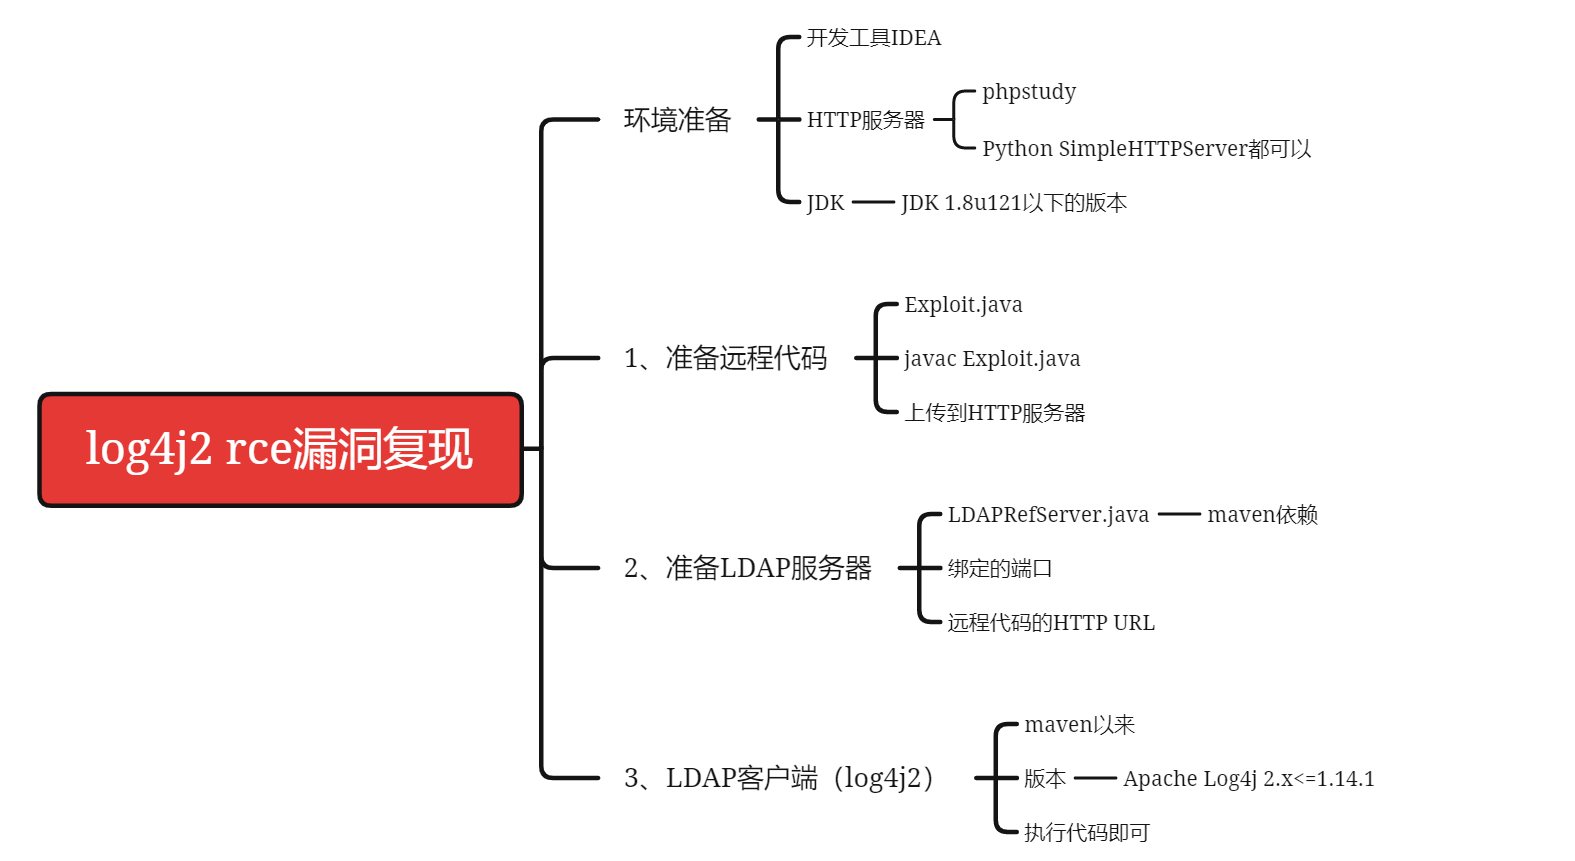 log4j2 rce漏洞复现
环境准备
开发工具IDEA
HTTP服务器
phpstudy
Python SimpleHTTPServer都可以
JDK
JDK 1.8u121以下的版本
1、准备远程代码
Exploit.java
javac Exploit.java
上传到HTTP服务器
2、准备LDAP服务器
LDAPRefServer.java
maven依赖
绑定的端口
远程代码的HTTP URL
3、LDAP客户端（log4j2）
maven以来
版本
Apache Log4j 2.x<=1.14.1
执行代码即可